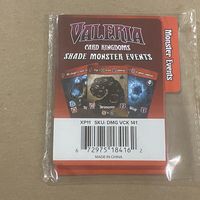 VALERIA
CARD KINGDOMS
SHADE MONSTER EVENTS
Monster Events
XP11 SKU: DMG VCK 141
6 72975 18416 2
MADE IN CHINA